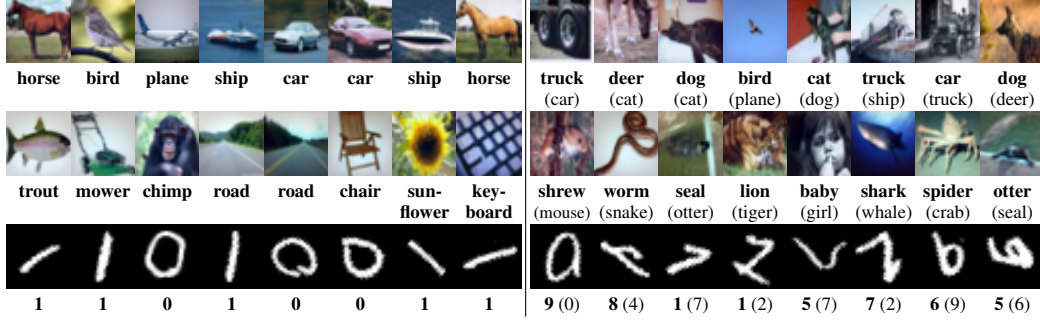 horse bird plane ship car car ship horse truck deer dog bird cat truck car dog
(car) (cat) (cat) (plane) (dog) (ship) (truck) (deer)
trout mower chimp road road chair sun- key- shrew worm seal lion baby shark spider otter
flower board (mouse) (snake) (otter) (tiger) (girl) (whale) (crab) (seal)
1 1 0 1 0 0 1 1 9 (0) 8 (4) 1 (7) 1 (2) 5 (7) 7 (2) 6 (9) 5 (6)